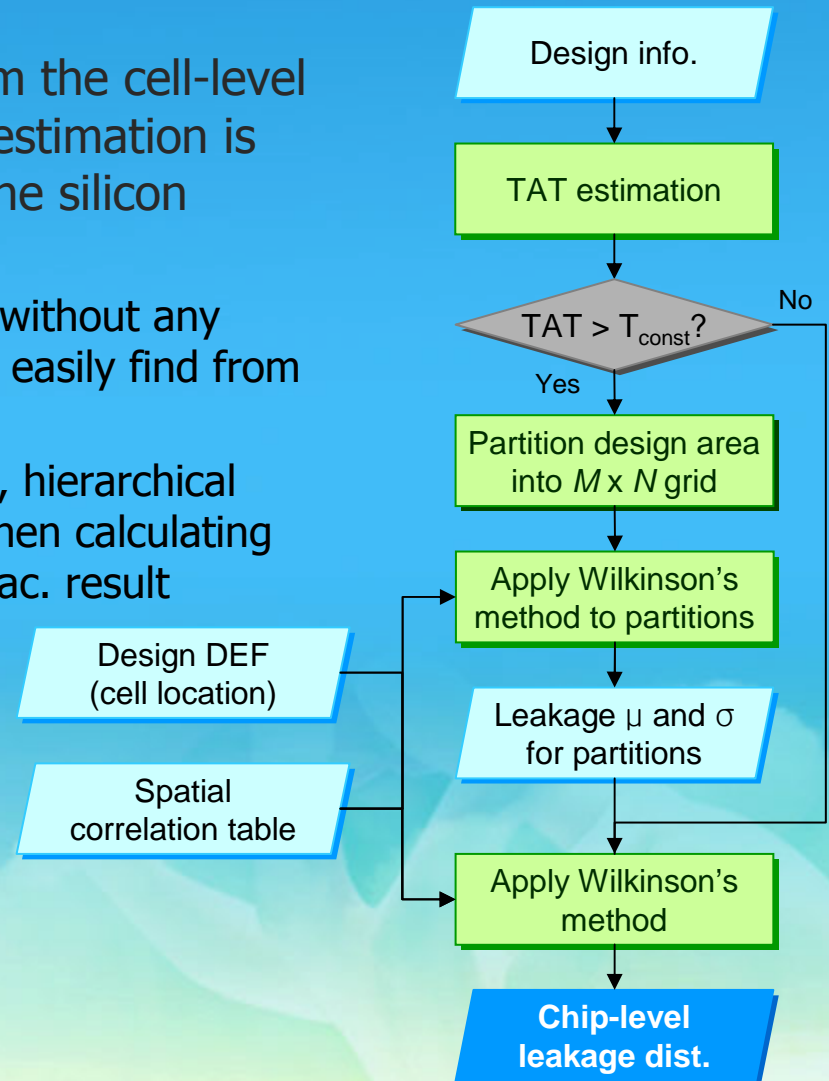 m the cell-level
estimation is
he silicon
without any
easily find from
, hierarchical
hen calculating
ac. result
Design info.
TAT estimation
TAT > Tconst?
No
Yes
Partition design area
into M x N grid
Apply Wilkinson's
method to partitions
Design DEF
(cell location)
Leakage μ and σ
for partitions
Spatial
correlation table
Apply Wilkinson's
method
Chip-level
leakage dist.